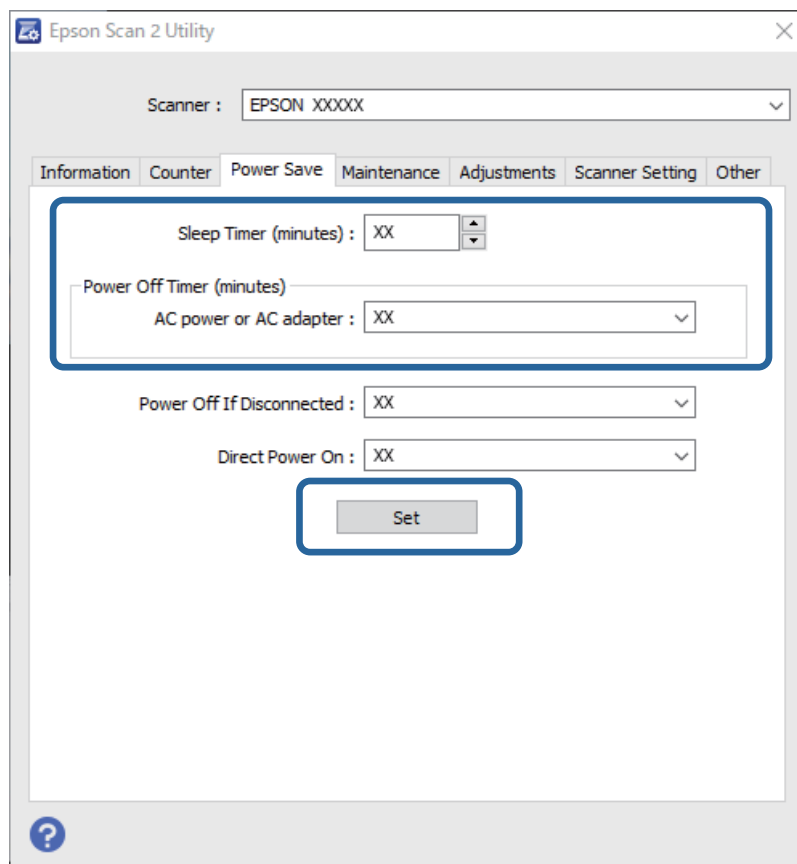 Epson Scan 2 Utility
Scanner : EPSON XXXXX
Information Counter Power Save Maintenance Adjustments Scanner Setting Other
Sleep Timer (minutes) : XX
Power Off Timer (minutes)
AC power or AC adapter : XX
Power Off If Disconnected : XX
Direct Power On : XX
Set
?